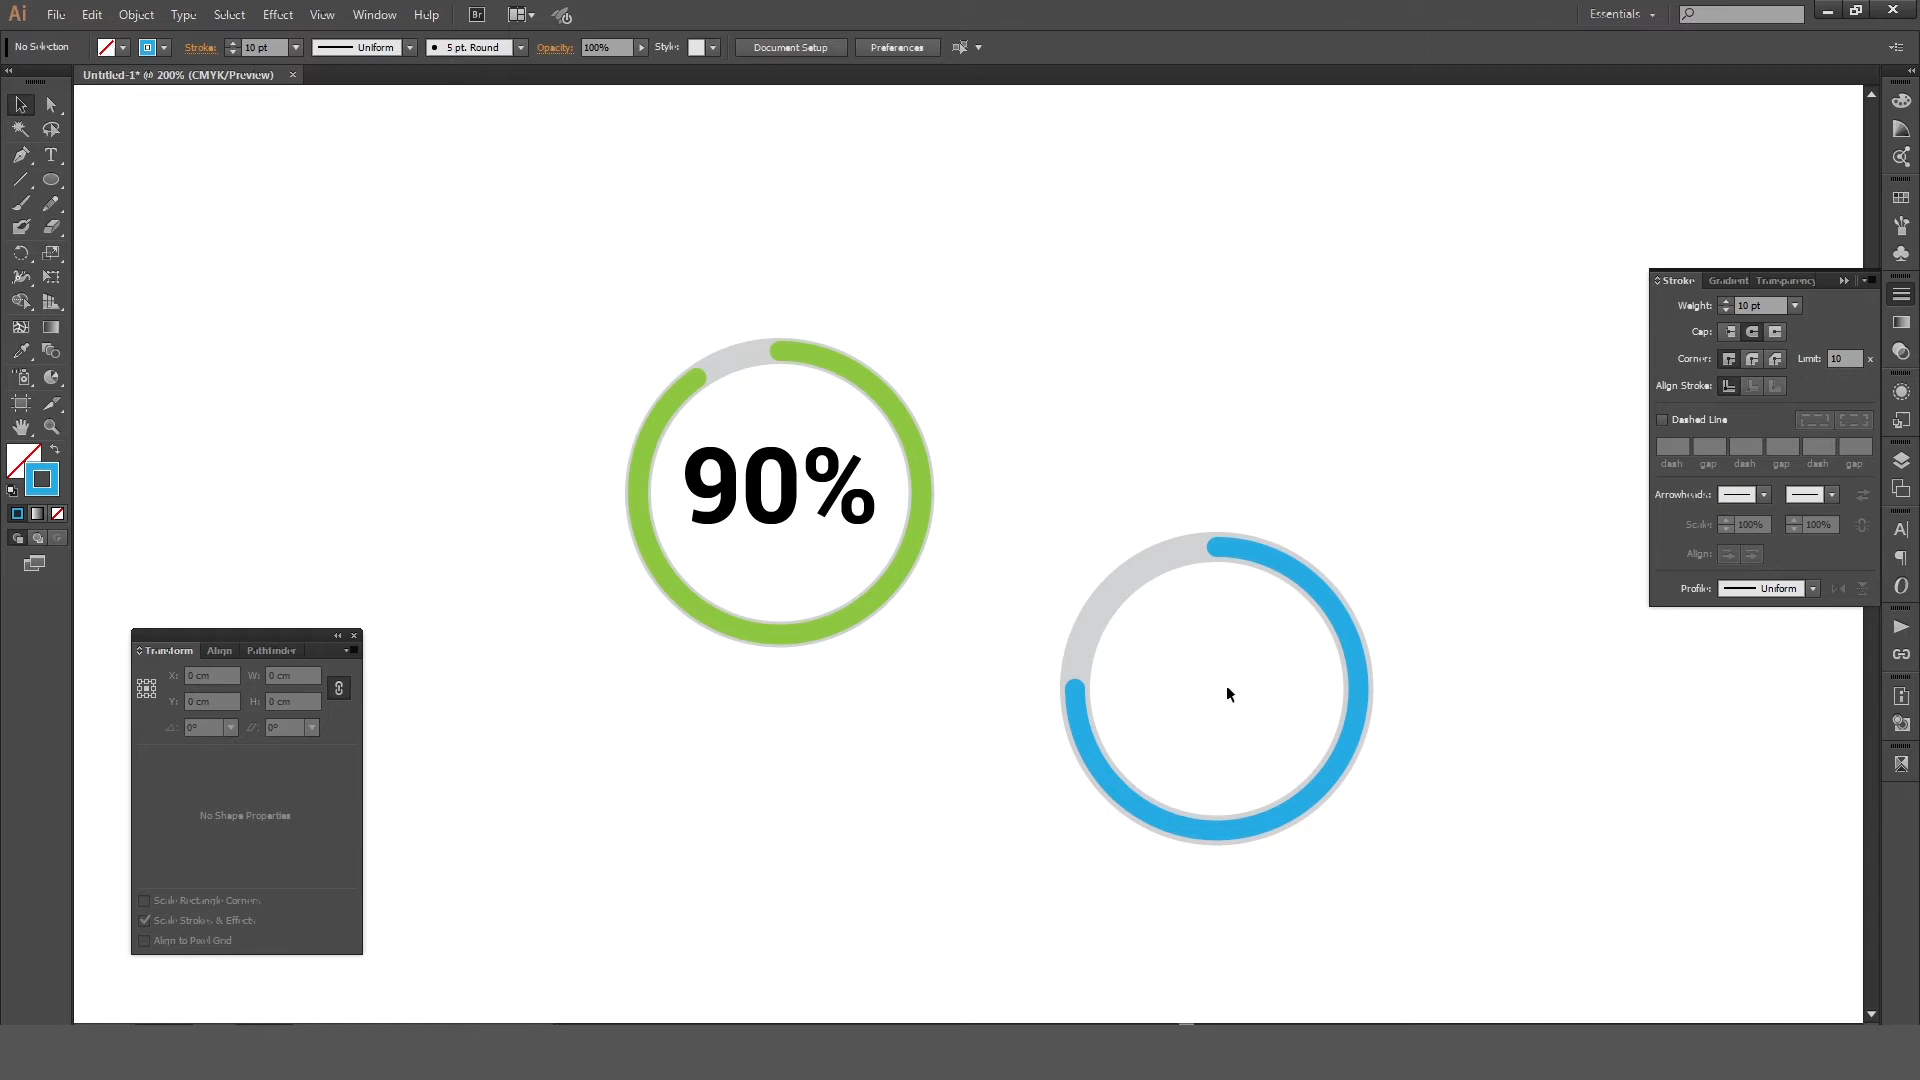 Ai File Edit Object Type Select Effect View Window Help Br Essentials
No Selection Stroke: 10 pt Uniform 5 pt. Round Opacity: 100% Style: Document Setup Preferences
Untitled-1* @ 200% (CMYK/Preview)
Stroke Gradient Transparency
Weight: 10 pt
Cap:
Corner: Limit: 10 x
Align Stroke:
Dashed Line
dash gap dash gap dash gap
Arrowheads:
Scale: 100% 100%
Align:
Profile: Uniform
90%
Transform Align Pathfinder
X: 0 cm W: 0 cm
Y: 0 cm H: 0 cm
0° 0°
No Shape Properties
Scale Rectangle Corners
Scale Strokes & Effects
Align to Pixel Grid